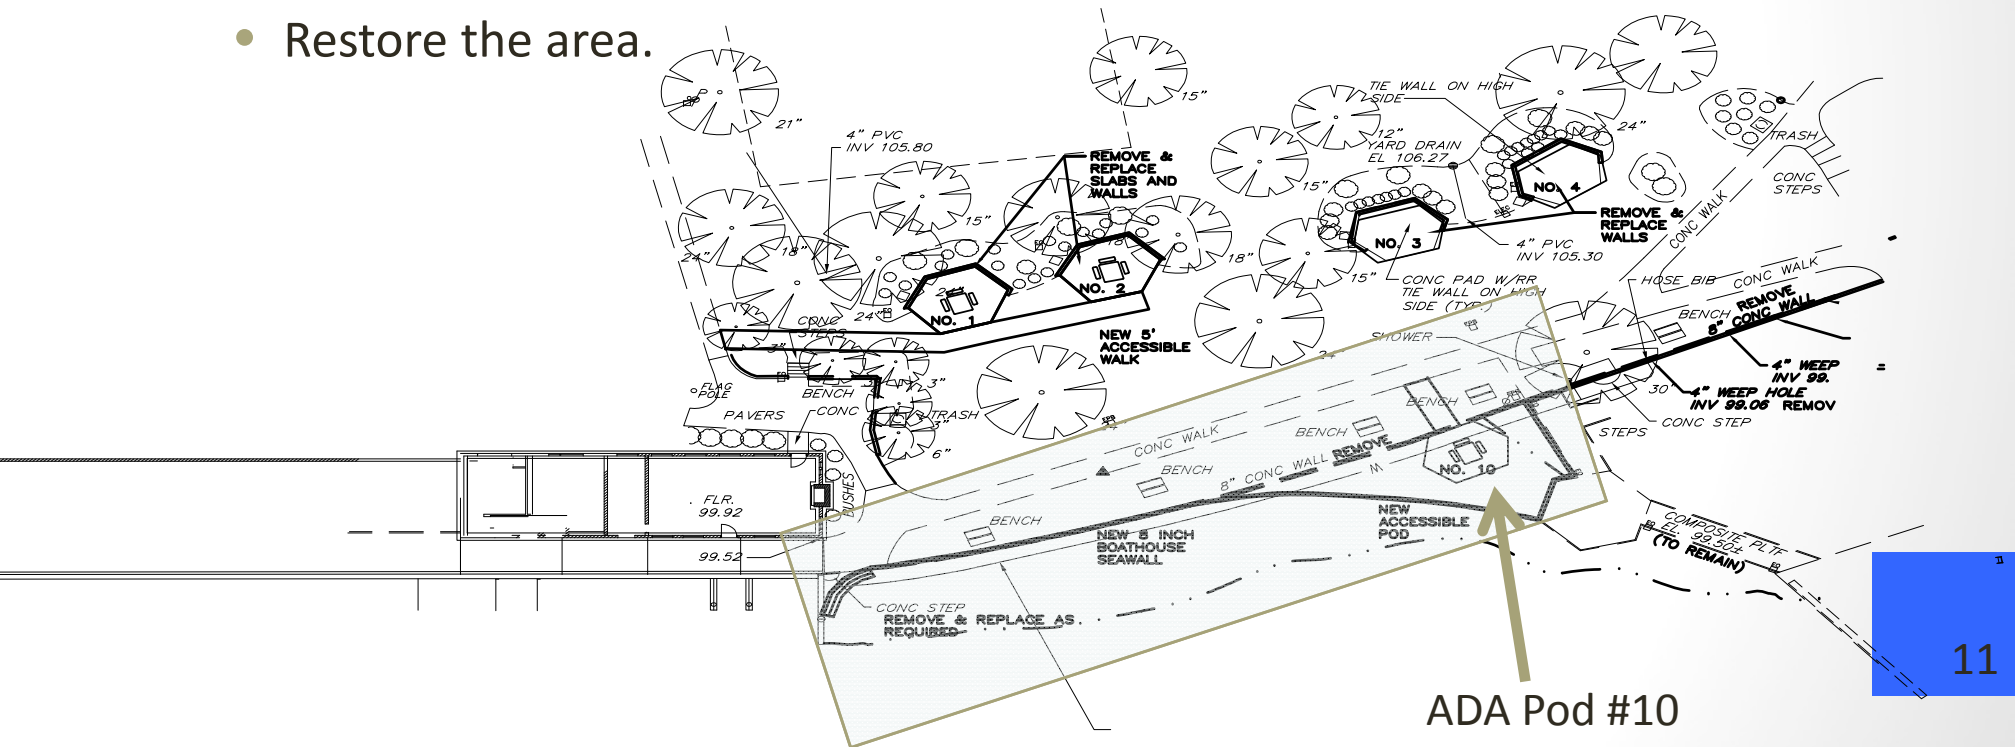 • Restore the area.
21"
15"
TIE WALL ON HIGH
SIDE
24"
TRASH
CONC
STEPS
4" PVC
INV 105.80
REMOVE &
REPLACE
SLABS AND
WALLS
12"
YARD DRAIN
EL 106.27
15"
NO. 4
NO. 3
REMOVE &
REPLACE
WALLS
CONC WALK
15"
18"
18"
24"
18"
4" PVC
INV 105.30
15"
CONC PAD W/RR
TIE WALL ON HIGH
SIDE (TYP.)
HOSE BIB
CONC WALK
REMOVE
8" CONC WALL
BENCH
NO. 2
NO. 1
24"
24"
CONC
STEPS
3"
NEW 5'
ACCESSIBLE
WALK
SHOWER
24"
4" WEEP
INV 99.
4" WEEP HOLE
INV 99.06 REMOV
30"
CONC STEP
STEPS
FLAG
POLE
BENCH
3"
PAVERS
CONC
TRASH
3"
6"
BUSHES
FLR.
99.92
99.52
CONC WALK
BENCH
BENCH
BENCH
BENCH
8" CONC WALL
REMOVE
W
NO. 10
NEW
ACCESSIBLE
POD
NEW 8 INCH
BOATHOUSE
SEAWALL
COMPOSITE PLTF
EL. 99.50±
(TO REMAIN)
CONC STEP
REMOVE & REPLACE AS
REQUIRED
ADA Pod #10
11